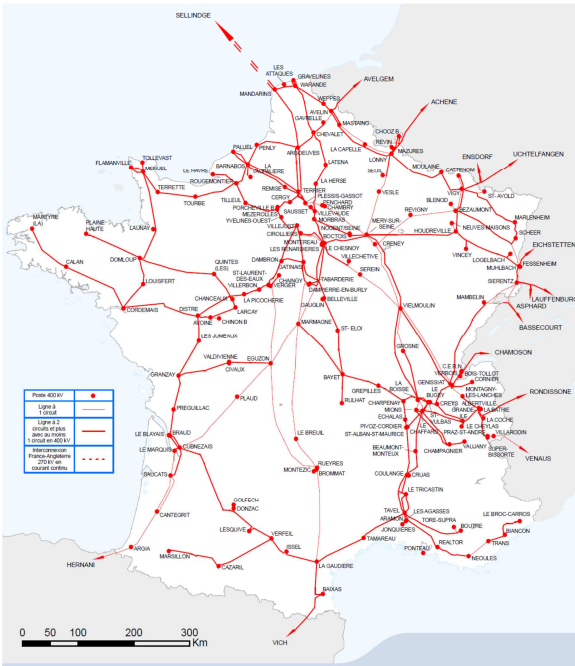 SELLINDGE
LES
ATTAQUES
GRAVELINES
WARANDE
MANDARINS
WEPPES
AVELGEM
AVELIN
GAVRELLE
MASTAING
ACHENE
CHEVALET
CHOOZ B
REVIN
MAZURES
LA CAPELLE
LONNY
PALUEL
PENLY
ARGOEUVES
LATENA
SEUIL
MOULAINE
CATTENOM
ENSDORF
UCHTELFANGEN
BARNABOS
LA
VAUPALIERE
FLAMANVILLE
TOLLEVAST
MENUEL
LE HAVRE
ROUGEMONTIER
REMISE
LA HERSE
TERRIER
VESLE
VIGY
ST-AVOLD
TERRETTE
TOURBE
TILLEUL
CERGY
PLESSIS-GASSOT
PENCHARD
CHAMBRY
VILLEVAUDE
MORBRAS
PORCHEVILLE B
MEZEROLLES
YVELINES-OUEST
SAUSSET
REVIGNY
BLENOD
BEZAUMONT
MARLENHEIM
MARTYRE
(LA)
PLAINE-
HAUTE
LAUNAY
VILLEJUST
CIROLLIERS
NOGENT/SEINE
BOCTOIS
MERY-SUR-
SEINE
HOUDREVILLE
NEUVES-MAISONS
SCHEER
MONTEREAU
LES RENARDIERES
LE CHESNOY
CRENEY
EICHSTETTEN
CALAN
DOMLOUP
LOUISFERT
QUINTES
(LES)
DAMBRON
GATINAIS
VILLECHETIVE
SEREIN
VINCEY
LOGELBACH
MUHLBACH
FESSENHEIM
ST-LAURENT-
DES-EAUX
CHAINGY
VILLERBON
VERGER
TABARDERIE
DAMPIERRE-EN-BURLY
SIERENTZ
CORDEMAIS
CHANCEAUX
LA PICOCHERIE
GAUGLIN
BELLEVILLE
MAMBELIN
LAUFFENBURG
ASPHARD
DISTRE
LARCAY
AVOINE
CHINON B
MARMAGNE
ST-ELOI
VIELMOULIN
BASSECOURT
LES JUMEAUX
GROSNE
VALDIVIENNE
CIVAUX
EGUZON
C.E.R.N.
VERBOIS
CHAMOSON
GRANZAY
BAYET
GENISSIAT
BOIS-TOLLOT
CORNIER
RONDISSONE
Poste 400 kV
Ligne à
1 circuit
Ligne à 2
circuits et plus
avec au moins
1 circuit en 400 kV
Interconnexion
France-Angleterre
270 kV en
courant continu
PREGUILLAC
PLAUD
RULHAT
GREPILLES
LA
BOISSE
BUGEY
MONTAGNY-
LES-LANCHES
CHARPENAY
MIONS
ECHALAS
LE
CREYS
ALBERTVILLE
GRANDE-
ILE
LA BATHIE
LA COCHE
LE BLAYAIS
BRAUD
LE BREUIL
PIVOZ-CORDIER
ST-ALBAN-ST-MAURICE
CHAFFARD
ST-
VULBAS
LE
CHEYLAS
PRAZ-ST-ANDRE
VILLARODIN
LE MARQUIS
CUBNEZAIS
BEAUMONT-
MONTEUX
CHAMPAGNIER
VAUJANY
SUPER-
BISSORTE
VENAUS
SAUCATS
MONTEZIC
RUEYRES
BROMMAT
COULANGE
CRUAS
GOLFECH
DONZAC
LE TRICASTIN
CANTEGRIT
LESQUIVE
VERFEIL
TAVEL
ARAMON
JONQUIERES
LES AGASSES
TORE-SUPRA
BOUTRE
LE BROC-CARROS
BIANCON
ARGIA
MARSILLON
ISSEL
TAMAREAU
PONTEAU
REALTOR
TRANS
HERNANI
CAZARIL
LA GAUDIERE
NEOULES
BAIXAS
VICH
0 50 100 200 300
Km